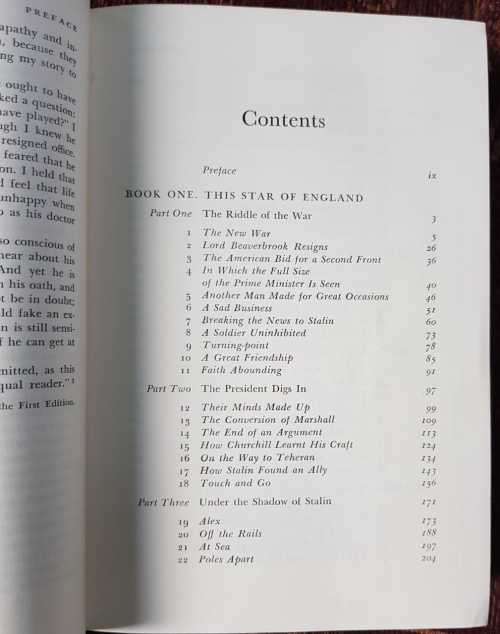 PREFACE
apathy and in-
, because they
ng my story to
ought to have
ked a question:
have played?" I
ugh I knew he
resigned office.
feared that he
on. I held that
d feel that life
unhappy when
o as his doctor
so conscious of
hear about his
And yet he is
n his oath, and
ot be in doubt;
ld fake an ex-
n is still sensi-
f he can get at
mitted, as this
qual reader."
the First Edition.
Contents
Preface ix
BOOK ONE. THIS STAR OF ENGLAND
Part One The Riddle of the War 3
1 The New War 5
2 Lord Beaverbrook Resigns 26
3 The American Bid for a Second Front 36
4 In Which the Full Size
of the Prime Minister Is Seen 40
5 Another Man Made for Great Occasions 46
6 A Sad Business 51
7 Breaking the News to Stalin 60
8 A Soldier Uninhibited 73
9 Turning-point 78
10 A Great Friendship 85
11 Faith Abounding 91
Part Two The President Digs In 97
12 Their Minds Made Up 99
13 The Conversion of Marshall 109
14 The End of an Argument 113
15 How Churchill Learnt His Craft 124
16 On the Way to Teheran 134
17 How Stalin Found an Ally 143
18 Touch and Go 156
Part Three Under the Shadow of Stalin 171
19 Alex 173
20 Off the Rails 188
21 At Sea 197
22 Poles Apart 204